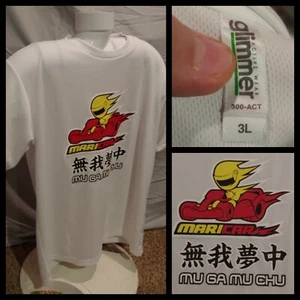 MARICAR
無我夢中
MU GA MU CHU
glimmer
ACTIVE WEAR
300-ACT
3L
MARICAR
無我夢中
MU GA MU CHU